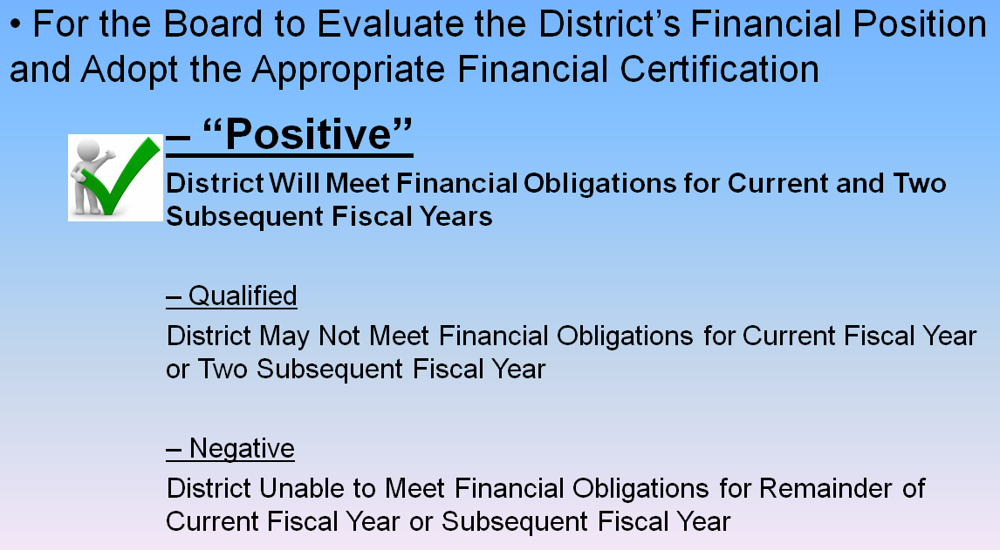 • For the Board to Evaluate the District’s Financial Position
and Adopt the Appropriate Financial Certification
– “Positive”
District Will Meet Financial Obligations for Current and Two
Subsequent Fiscal Years
– Qualified
District May Not Meet Financial Obligations for Current Fiscal Year
or Two Subsequent Fiscal Year
– Negative
District Unable to Meet Financial Obligations for Remainder of
Current Fiscal Year or Subsequent Fiscal Year